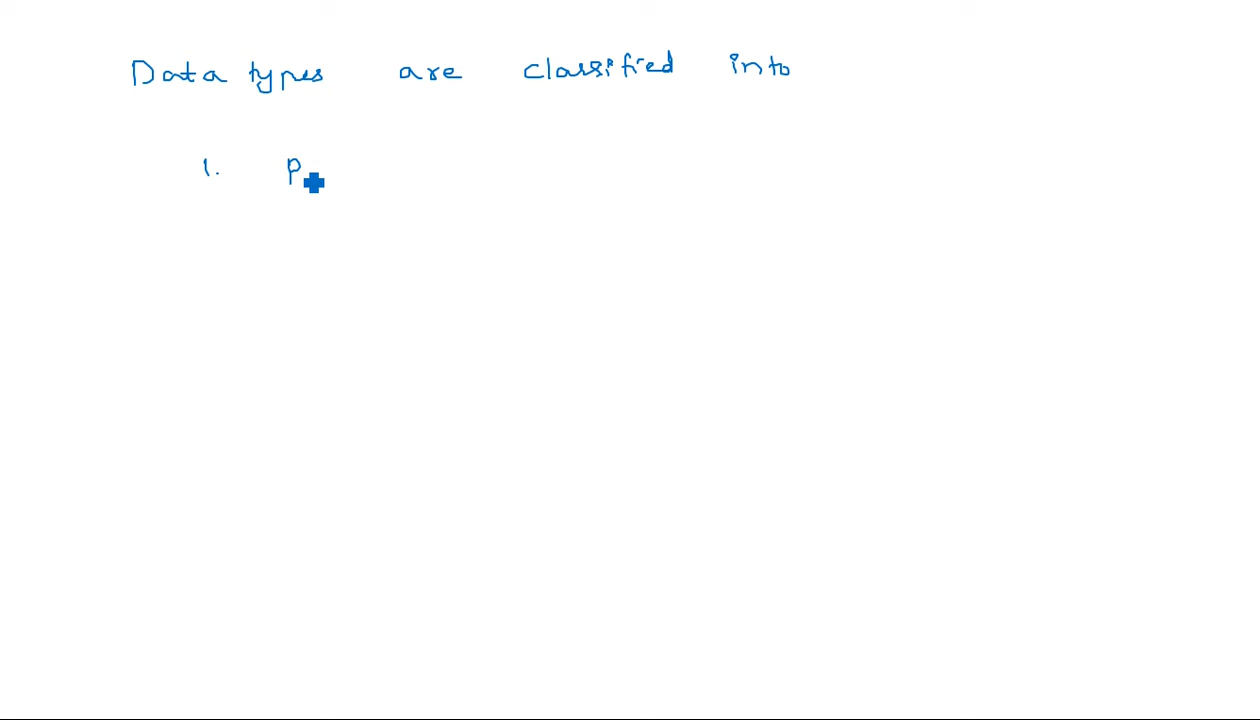 Data types are classified into
1. P